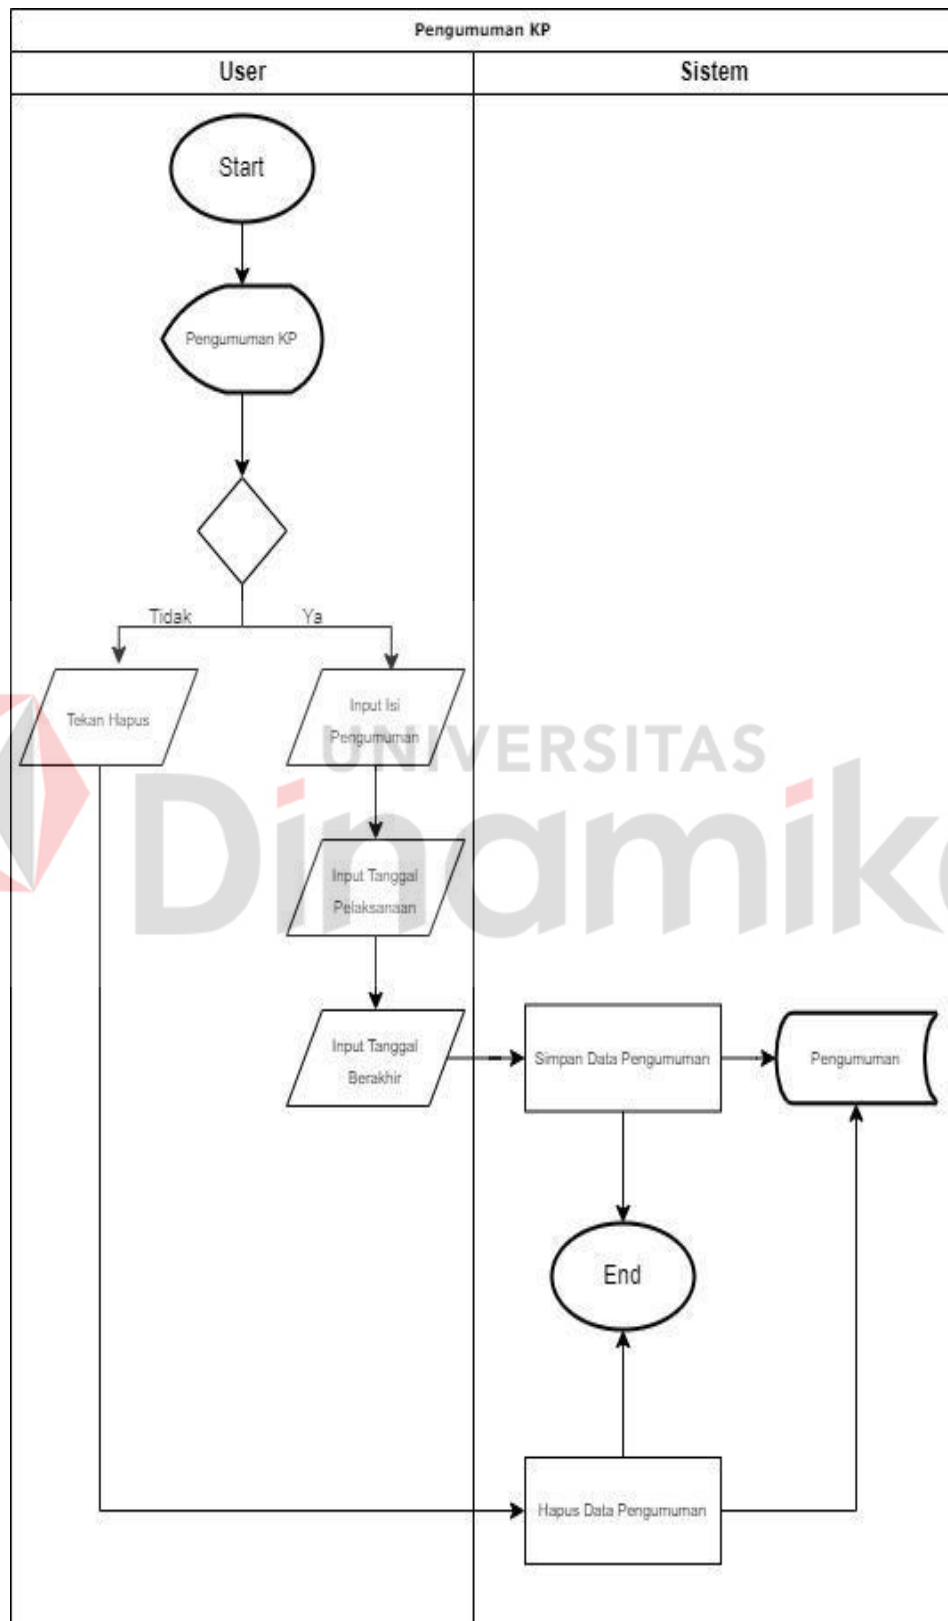 Pengumuman KP
User
Sistem
Start
Pengumuman KP
Tidak
Ya
Tekan Hapus
Input Isi
Pengumuman
UNIVERSITAS
Dinamika
Input Tanggal
Pelaksanaan
Input Tanggal
Berakhir
Simpan Data Pengumuman
Pengumuman
End
Hapus Data Pengumuman